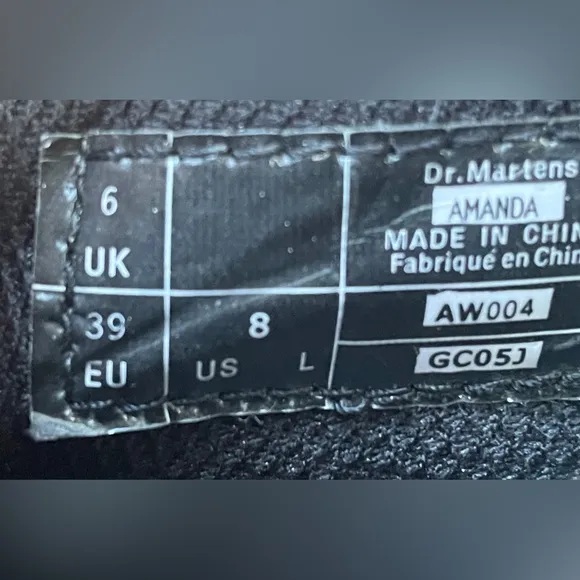 6
UK
39
EU
8
US L
Dr.Martens
AMANDA
MADE IN CHIN
Fabriqué en Chin
AW004
GC05J